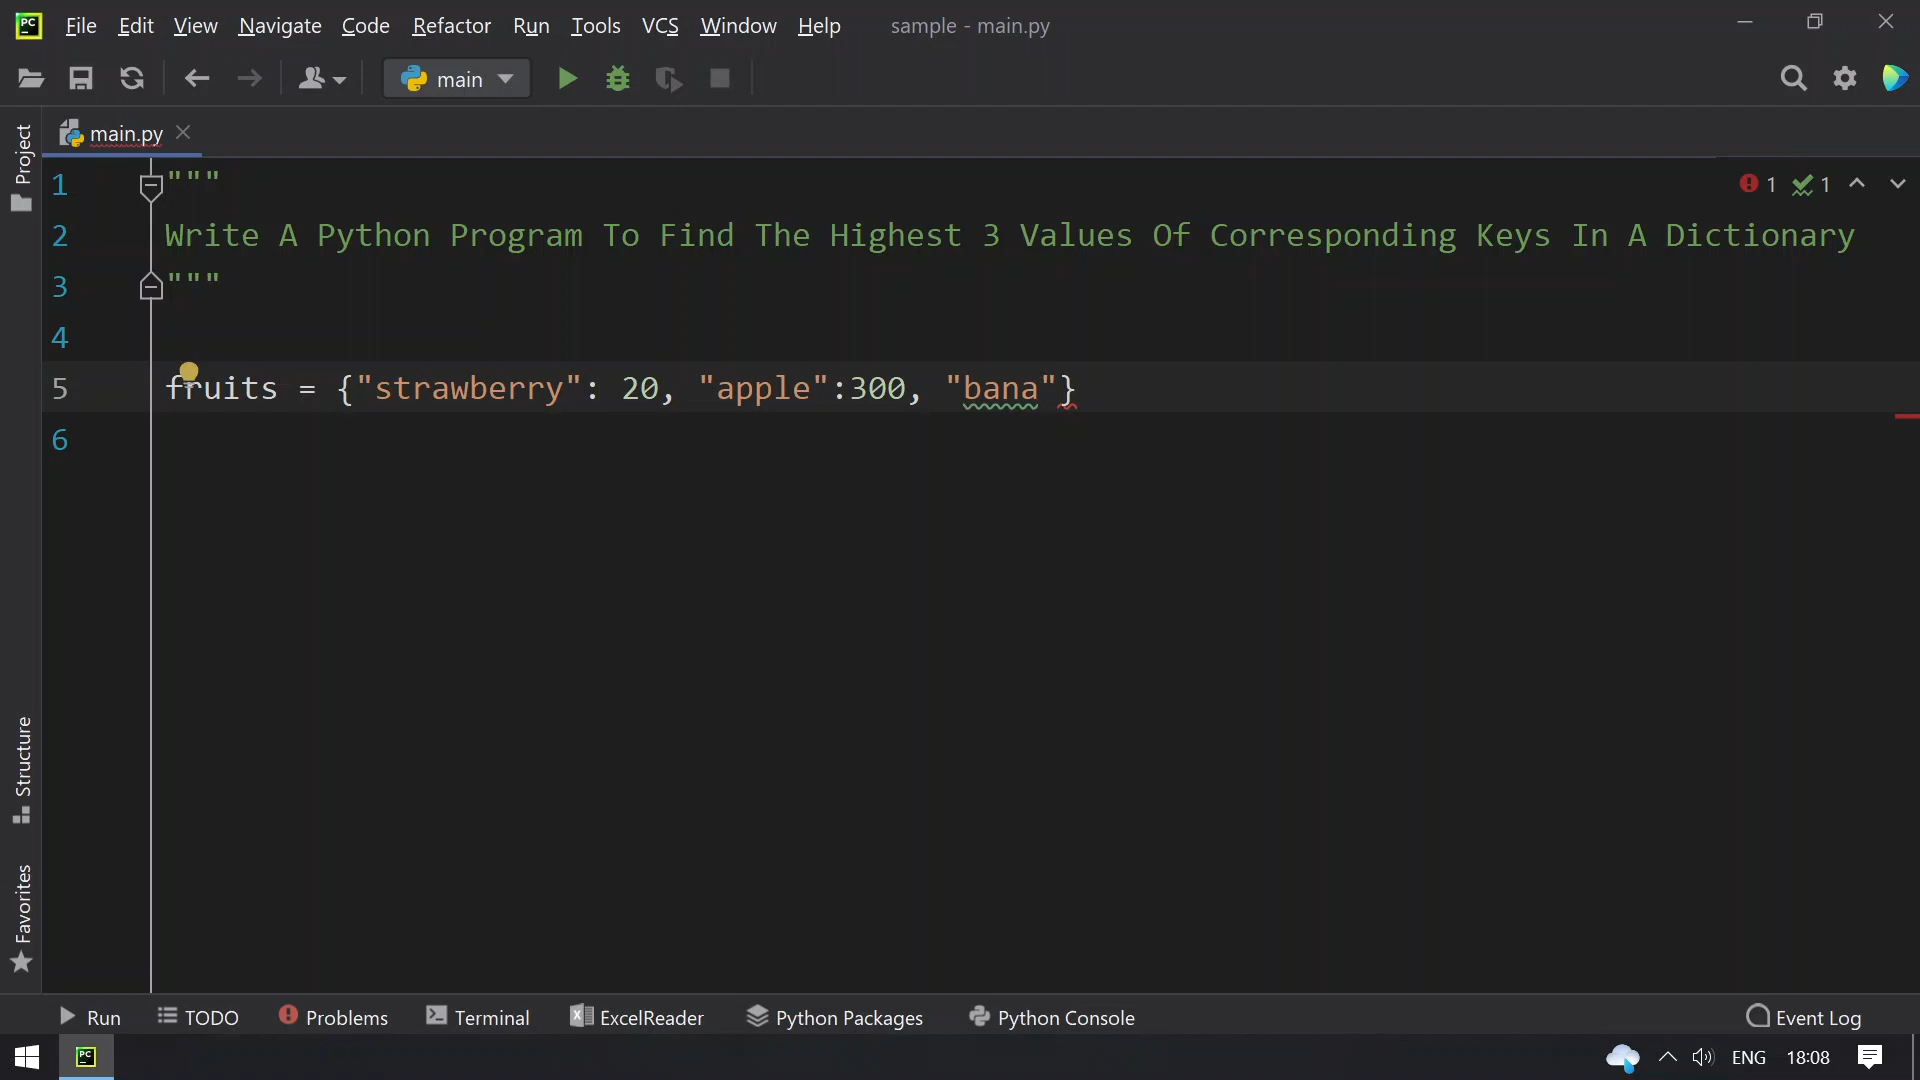 PC File Edit View Navigate Code Refactor Run Tools VCS Window Help sample - main.py
main
main.py
Project
1 """
2 Write A Python Program To Find The Highest 3 Values Of Corresponding Keys In A Dictionary
3 """
4
5 fruits = {"strawberry": 20, "apple":300, "bana"}
6
1 1
Structure
Favorites
Run TODO Problems Terminal ExcelReader Python Packages Python Console Event Log
PC ENG 18:08